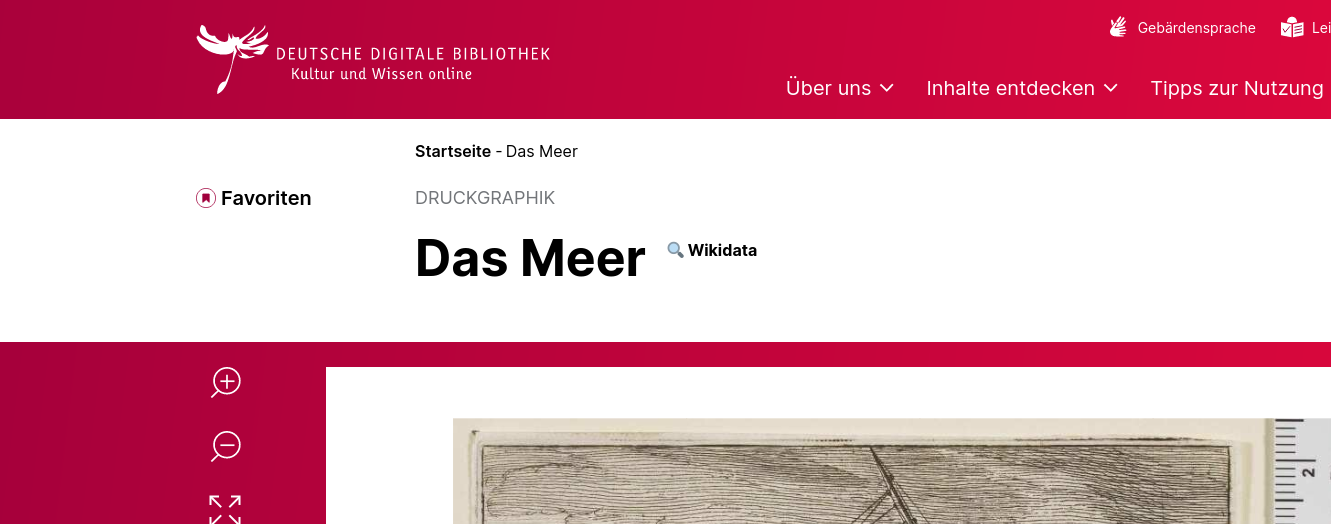 DEUTSCHE DIGITALE BIBLIOTHEK
Kultur und Wissen online
Gebärdensprache
Über uns
Inhalte entdecken
Tipps zur Nutzung
Startseite - Das Meer
Favoriten
DRUCKGRAPHIK
Das Meer
Wikidata
2